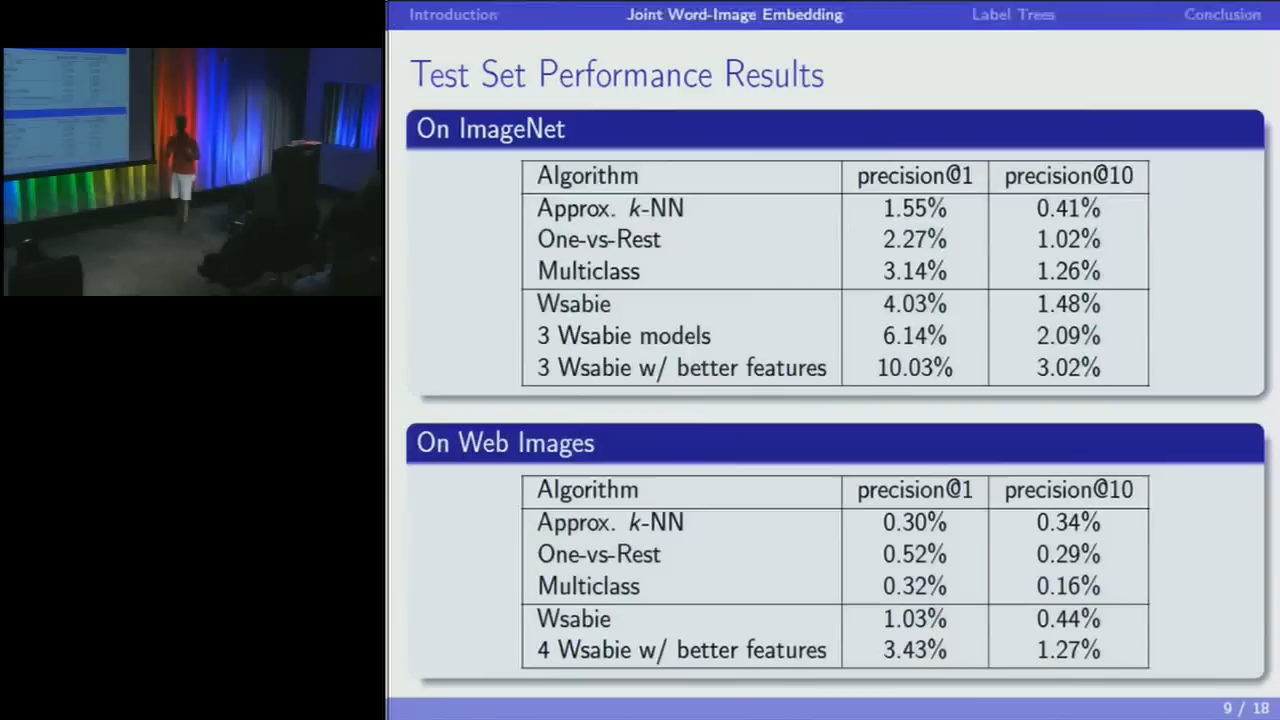 Introduction Joint Word-Image Embedding Label Trees Conclusion
Test Set Performance Results
On ImageNet
Algorithm precision@1 precision@10
Approx. k-NN 1.55% 0.41%
One-vs-Rest 2.27% 1.02%
Multiclass 3.14% 1.26%
Wsabie 4.03% 1.48%
3 Wsabie models 6.14% 2.09%
3 Wsabie w/ better features 10.03% 3.02%
On Web Images
Algorithm precision@1 precision@10
Approx. k-NN 0.30% 0.34%
One-vs-Rest 0.52% 0.29%
Multiclass 0.32% 0.16%
Wsabie 1.03% 0.44%
4 Wsabie w/ better features 3.43% 1.27%
9 / 18